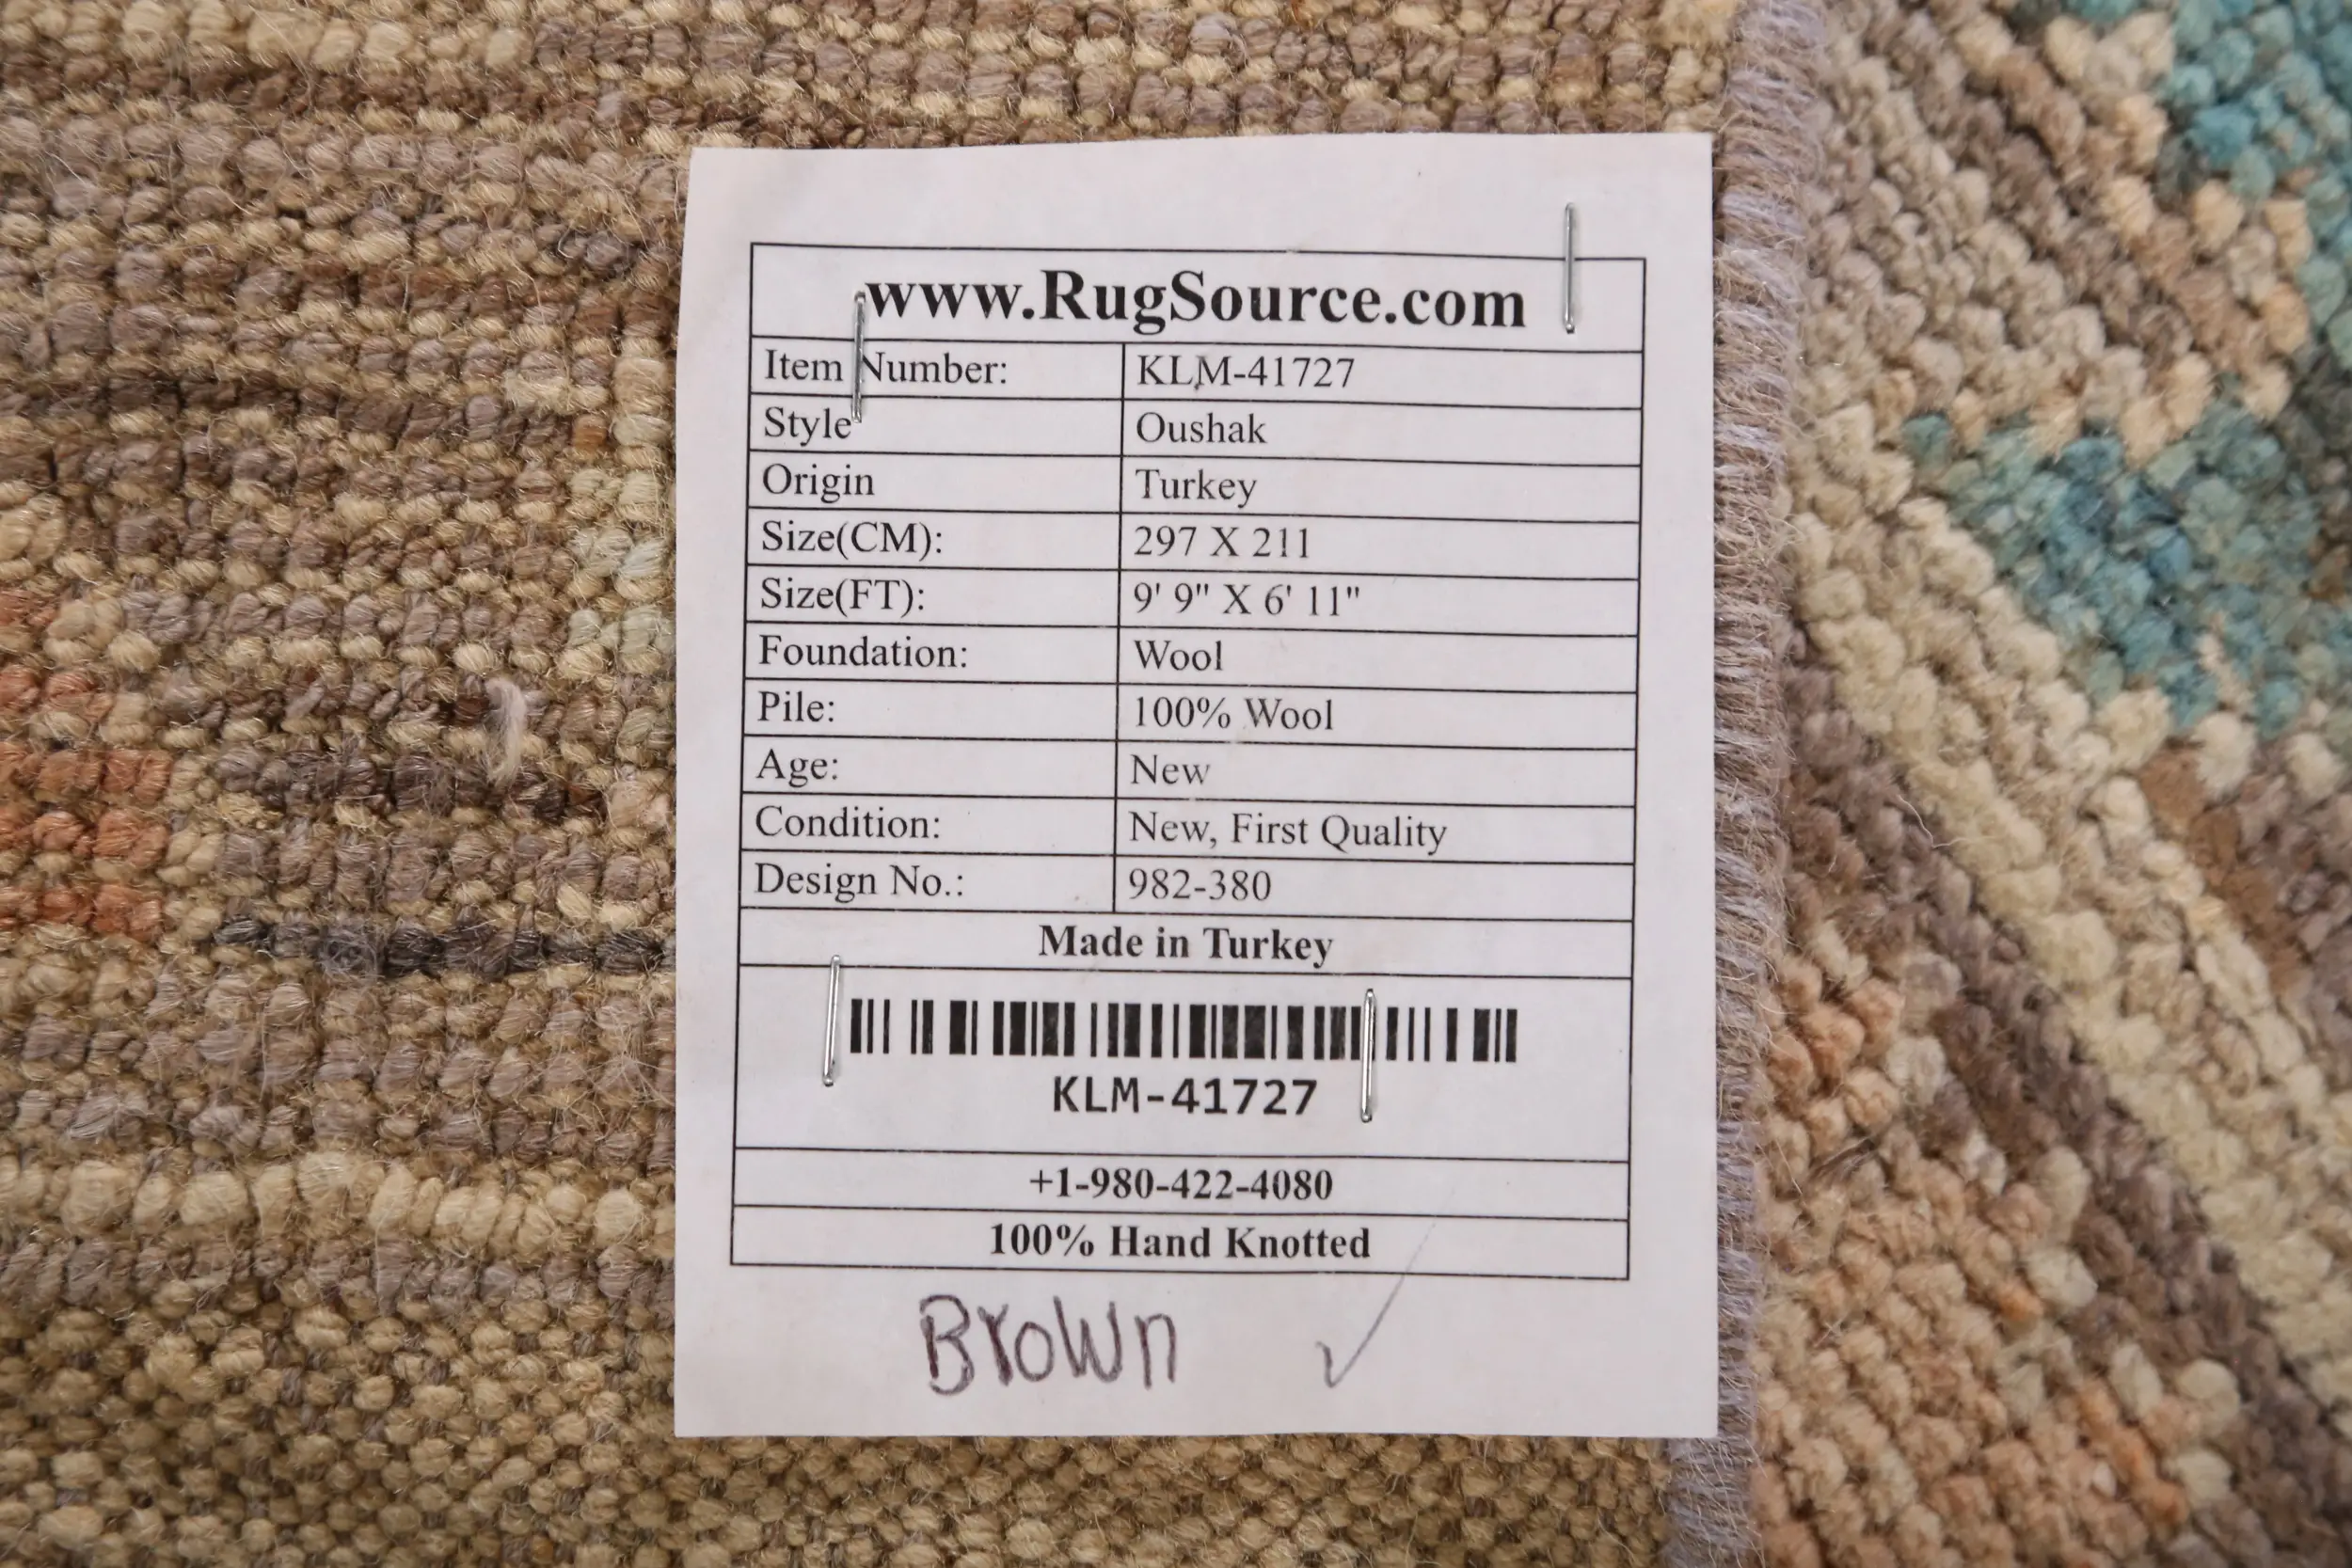 www.RugSource.com
Item Number: KLM-41727
Style Oushak
Origin Turkey
Size(CM): 297 X 211
Size(FT): 9' 9" X 6' 11"
Foundation: Wool
Pile: 100% Wool
Age: New
Condition: New, First Quality
Design No.: 982-380
Made in Turkey
KLM-41727
+1-980-422-4080
100% Hand Knotted
Brown ✓